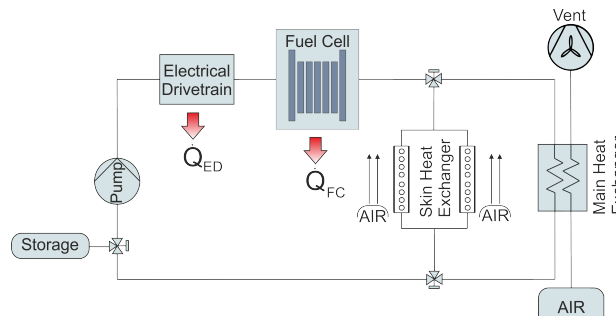 Vent
Fuel Cell
Electrical
Drivetrain
Q̇ED
Q̇FC
Pump
Storage
AIR
Skin Heat
Exchanger
AIR
Main Heat
AIR